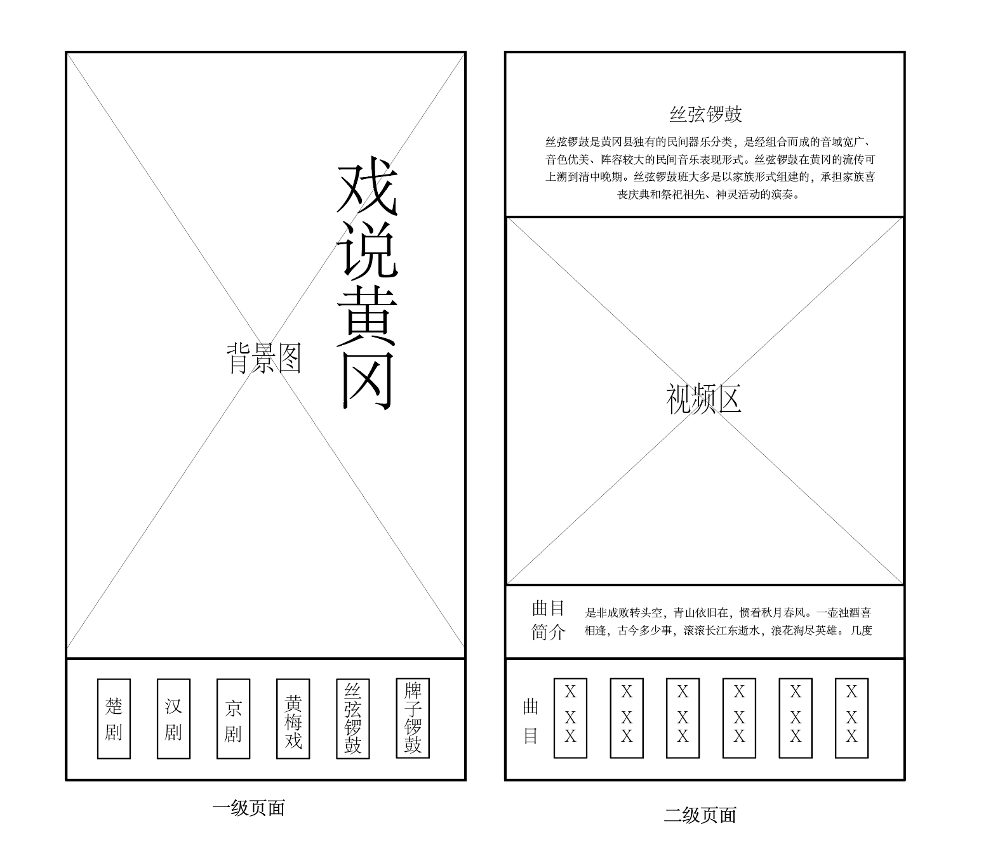 戏说黄冈
背景图
楚剧
汉剧
京剧
黄梅戏
丝弦锣鼓
牌子锣鼓
一级页面
丝弦锣鼓
丝弦锣鼓是黄冈县独有的民间器乐分类，是经组合而成的音域宽广、
音色优美、阵容较大的民间音乐表现形式。丝弦锣鼓在黄冈的流传可
上溯到清中晚期。丝弦锣鼓班大多是以家族形式组建的，承担家族喜
丧庆典和祭祀祖先、神灵活动的演奏。
视频区
曲目
简介
是非成败转头空，青山依旧在，惯看秋月春风。一壶浊酒喜
相逢，古今多少事，滚滚长江东逝水，浪花淘尽英雄。 几度
曲目
XXX
XXX
XXX
XXX
XXX
XXX
二级页面